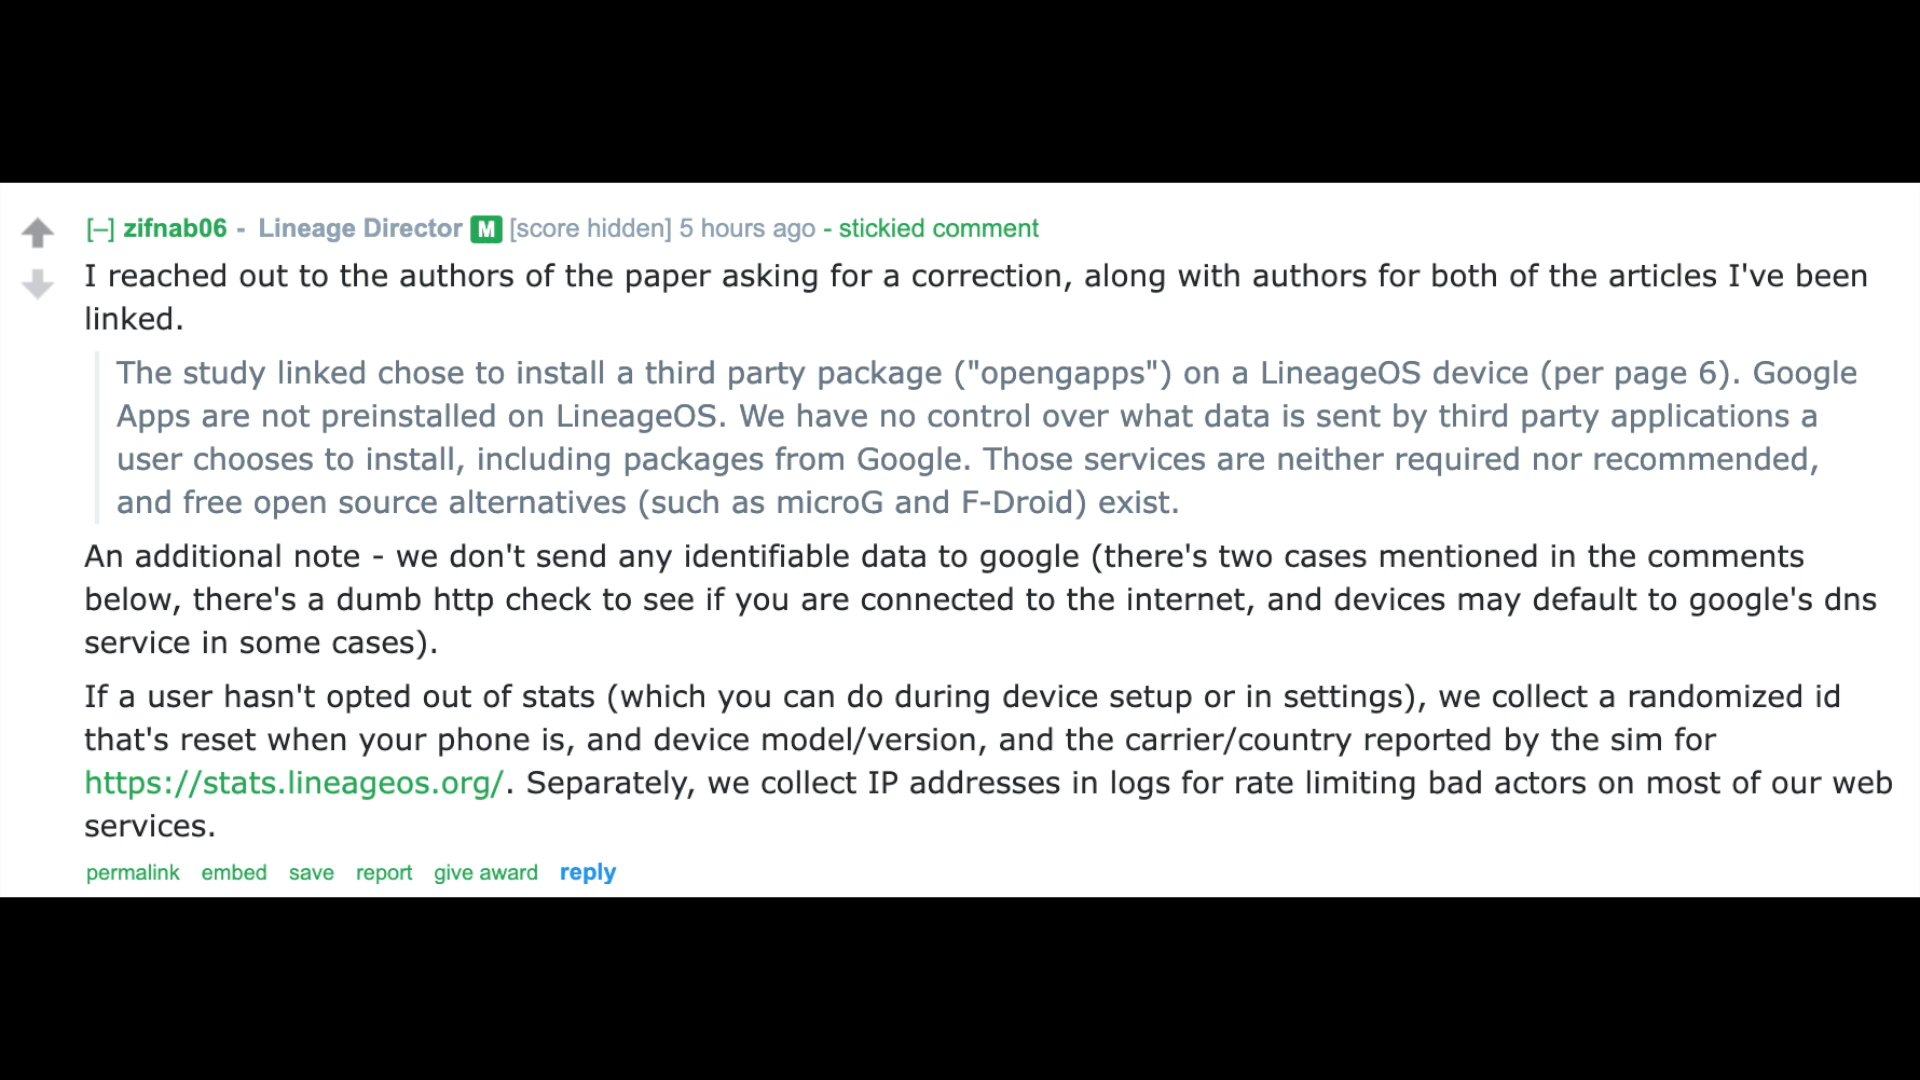 [–] zifnab06 - Lineage Director M [score hidden] 5 hours ago - stickied comment
I reached out to the authors of the paper asking for a correction, along with authors for both of the articles I've been
linked.
The study linked chose to install a third party package ("opengapps") on a LineageOS device (per page 6). Google
Apps are not preinstalled on LineageOS. We have no control over what data is sent by third party applications a
user chooses to install, including packages from Google. Those services are neither required nor recommended,
and free open source alternatives (such as microG and F-Droid) exist.
An additional note - we don't send any identifiable data to google (there's two cases mentioned in the comments
below, there's a dumb http check to see if you are connected to the internet, and devices may default to google's dns
service in some cases).
If a user hasn't opted out of stats (which you can do during device setup or in settings), we collect a randomized id
that's reset when your phone is, and device model/version, and the carrier/country reported by the sim for
https://stats.lineageos.org/. Separately, we collect IP addresses in logs for rate limiting bad actors on most of our web
services.
permalink embed save report give award reply